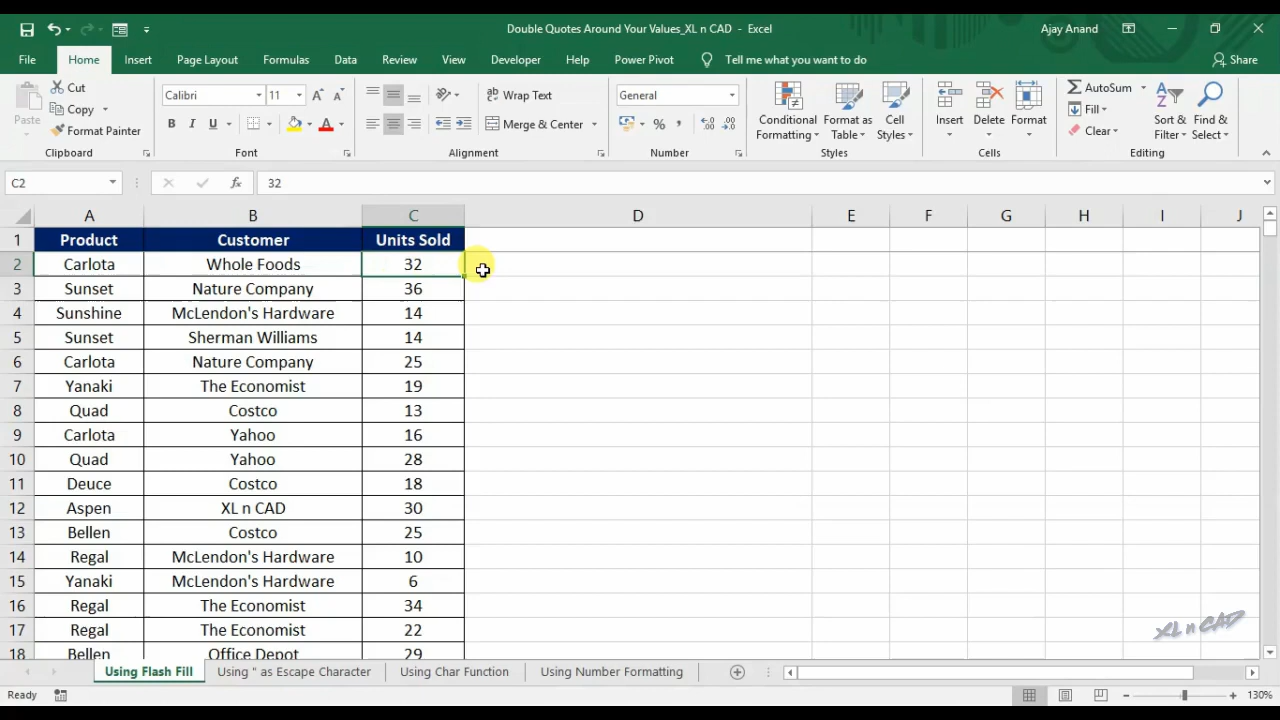 Double Quotes Around Your Values_XL n CAD - Excel
Ajay Anand
File Home Insert Page Layout Formulas Data Review View Developer Help Power Pivot Tell me what you want to do Share
Paste
Cut
Copy
Format Painter
Clipboard
Calibri 11
B I U A
Font
Wrap Text
Merge & Center
Alignment
General
%
Number
Conditional Formatting
Format as Table
Cell Styles
Styles
Insert Delete Format
Cells
AutoSum
Fill
Clear
Sort & Filter
Find & Select
Editing
C2 fx 32
A B C D E F G H I J
1 Product Customer Units Sold
2 Carlota Whole Foods 32
3 Sunset Nature Company 36
4 Sunshine McLendon's Hardware 14
5 Sunset Sherman Williams 14
6 Carlota Nature Company 25
7 Yanaki The Economist 19
8 Quad Costco 13
9 Carlota Yahoo 16
10 Quad Yahoo 28
11 Deuce Costco 18
12 Aspen XL n CAD 30
13 Bellen Costco 25
14 Regal McLendon's Hardware 10
15 Yanaki McLendon's Hardware 6
16 Regal The Economist 34
17 Regal The Economist 22
18 Bellen Office Depot 29
XL n CAD
Using Flash Fill Using " as Escape Character Using Char Function Using Number Formatting
Ready 130%